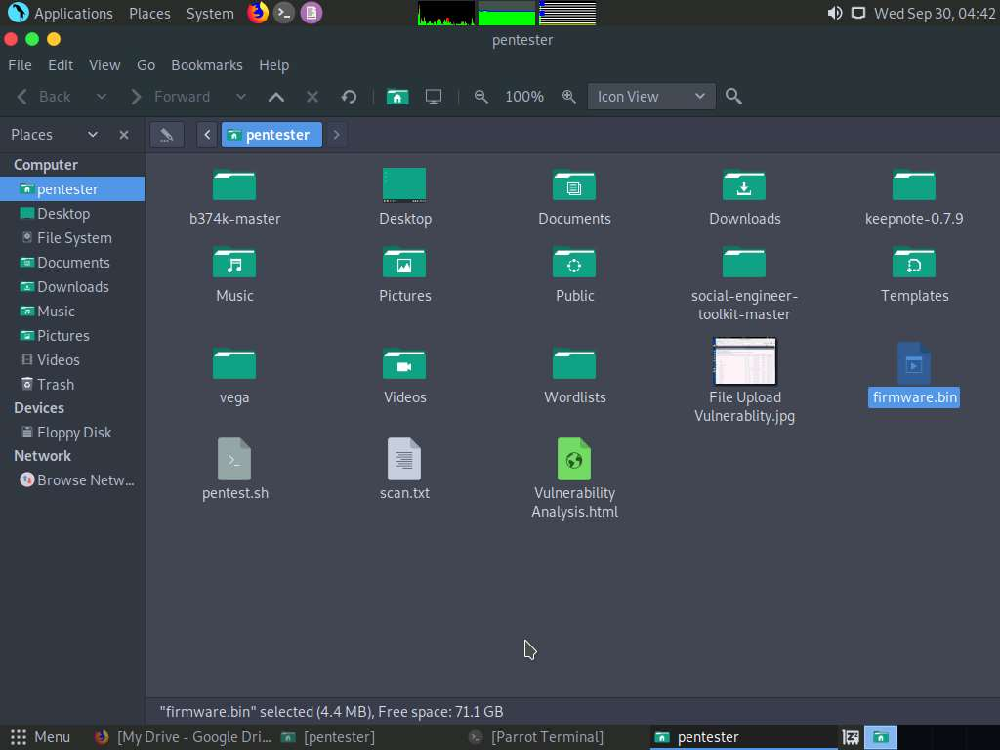 Applications Places System Wed Sep 30, 04:42
pentester
File Edit View Go Bookmarks Help
Back Forward 100% Icon View
Places pentester
Computer
pentester
Desktop
File System
Documents
Downloads
Music
Pictures
Videos
Trash
Devices
Floppy Disk
Network
Browse Netw...
b374k-master Desktop Documents Downloads keepnote-0.7.9
Music Pictures Public social-engineer-
toolkit-master Templates
vega Videos Wordlists File Upload
Vulnerablity.jpg firmware.bin
pentest.sh scan.txt Vulnerability
Analysis.html
"firmware.bin" selected (4.4 MB), Free space: 71.1 GB
Menu [My Drive - Google Dri... [pentester] [Parrot Terminal] pentester